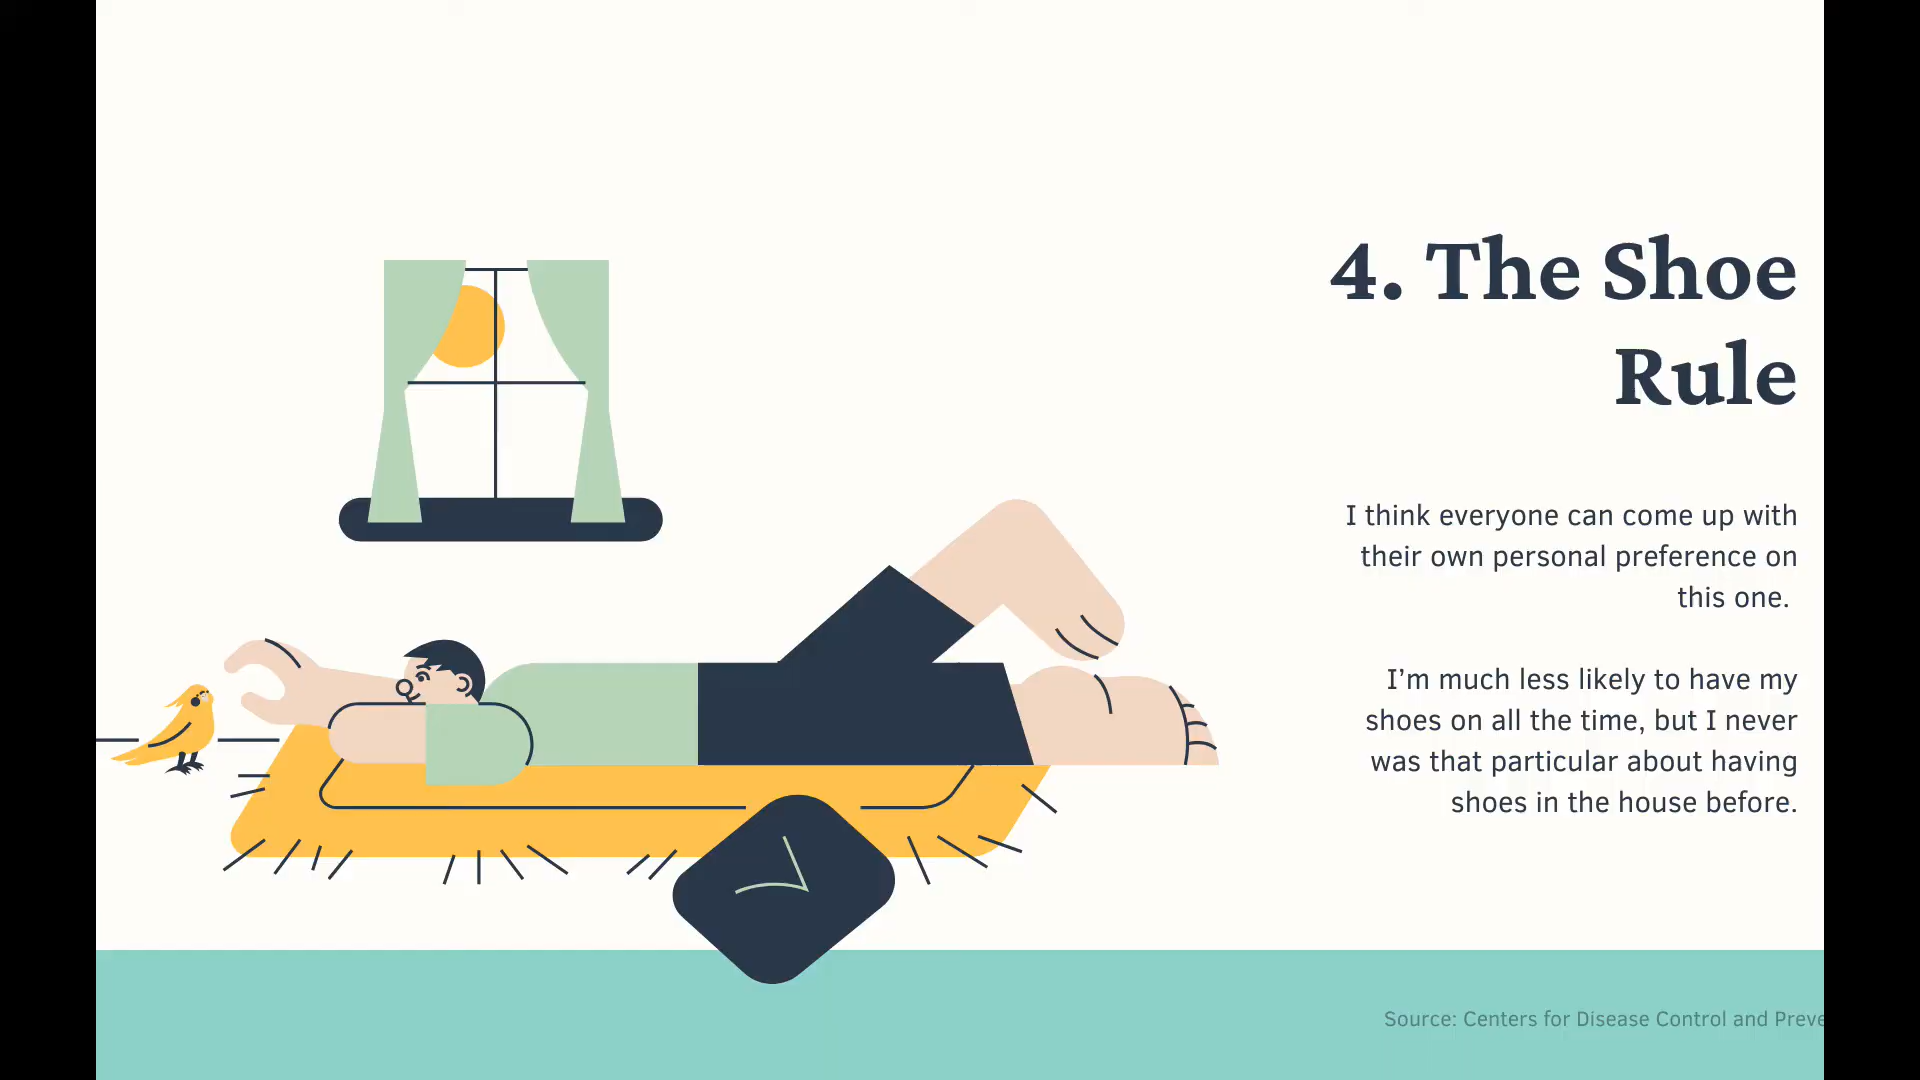 4. The Shoe
Rule
I think everyone can come up with
their own personal preference on
this one.
I’m much less likely to have my
shoes on all the time, but I never
was that particular about having
shoes in the house before.
Source: Centers for Disease Control and Preve